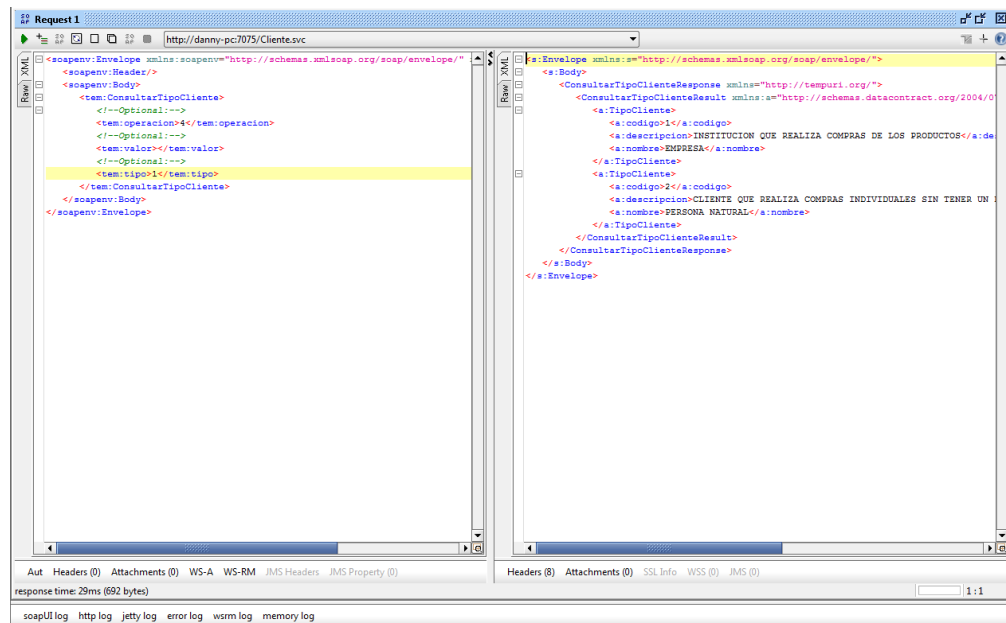 Request 1
http://danny-pc:7075/Cliente.svc
XML
Raw
<soapenv:Envelope xmlns:soapenv="http://schemas.xmlsoap.org/soap/envelope/"
<soapenv:Header/>
<soapenv:Body>
<tem:ConsultarTipoCliente>
<!--Optional:-->
<tem:operacion>4</tem:operacion>
<!--Optional:-->
<tem:valor></tem:valor>
<!--Optional:-->
<tem:tipo>1</tem:tipo>
</tem:ConsultarTipoCliente>
</soapenv:Body>
</soapenv:Envelope>
XML
Raw
<s:Envelope xmlns:s="http://schemas.xmlsoap.org/soap/envelope/">
<s:Body>
<ConsultarTipoClienteResponse xmlns="http://tempuri.org/">
<ConsultarTipoClienteResult xmlns:a="http://schemas.datacontract.org/2004/0
<a:TipoCliente>
<a:codigo>1</a:codigo>
<a:descripcion>INSTITUCION QUE REALIZA COMPRAS DE LOS PRODUCTOS</a:de
<a:nombre>EMPRESA</a:nombre>
</a:TipoCliente>
<a:TipoCliente>
<a:codigo>2</a:codigo>
<a:descripcion>CLIENTE QUE REALIZA COMPRAS INDIVIDUALES SIN TENER UN
<a:nombre>PERSONA NATURAL</a:nombre>
</a:TipoCliente>
</ConsultarTipoClienteResult>
</ConsultarTipoClienteResponse>
</s:Body>
</s:Envelope>
Aut Headers (0) Attachments (0) WS-A WS-RM JMS Headers JMS Property (0)
Headers (8) Attachments (0) SSL Info WSS (0) JMS (0)
response time: 29ms (692 bytes)
1 : 1
soapUI log http log jetty log error log wsrm log memory log